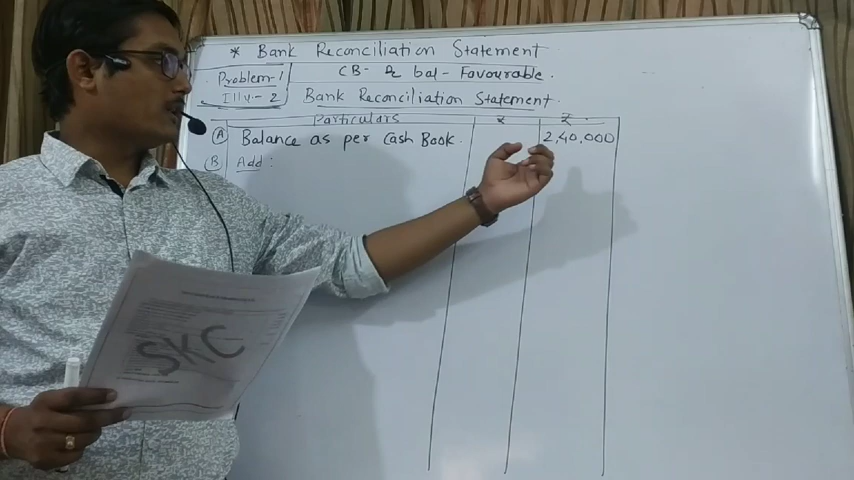 * Bank Reconciliation Statement
Problem-1 CB- Dr bal- Favourable.
Illu-2 Bank Reconciliation Statement
Particulars ₹ ₹
(A) Balance as per Cash Book. 2,40,000
(B) Add:
SKC